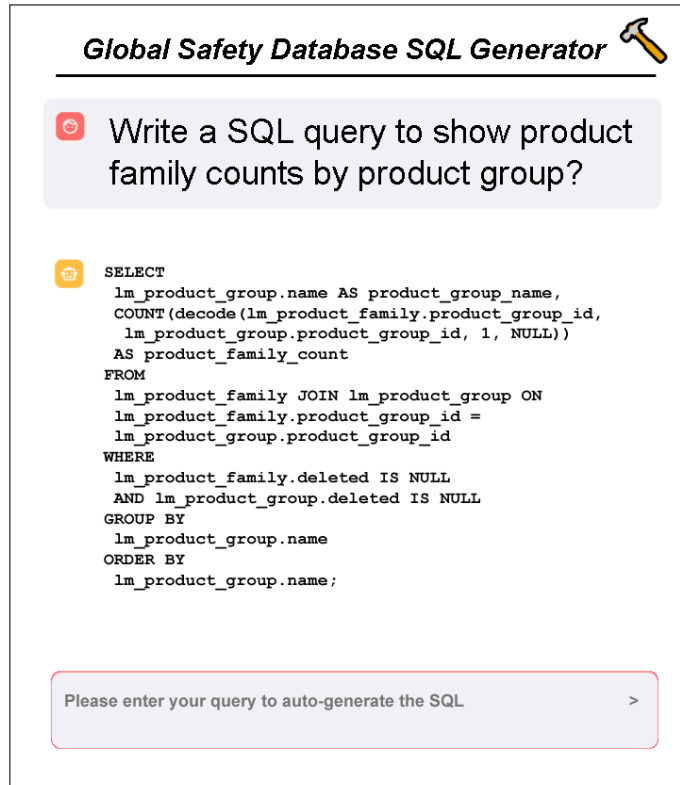 Global Safety Database SQL Generator
Write a SQL query to show product
family counts by product group?
SELECT
lm_product_group.name AS product_group_name,
COUNT(decode(lm_product_family.product_group_id,
lm_product_group.product_group_id, 1, NULL))
AS product_family_count
FROM
lm_product_family JOIN lm_product_group ON
lm_product_family.product_group_id =
lm_product_group.product_group_id
WHERE
lm_product_family.deleted IS NULL
AND lm_product_group.deleted IS NULL
GROUP BY
lm_product_group.name
ORDER BY
lm_product_group.name;
Please enter your query to auto-generate the SQL >